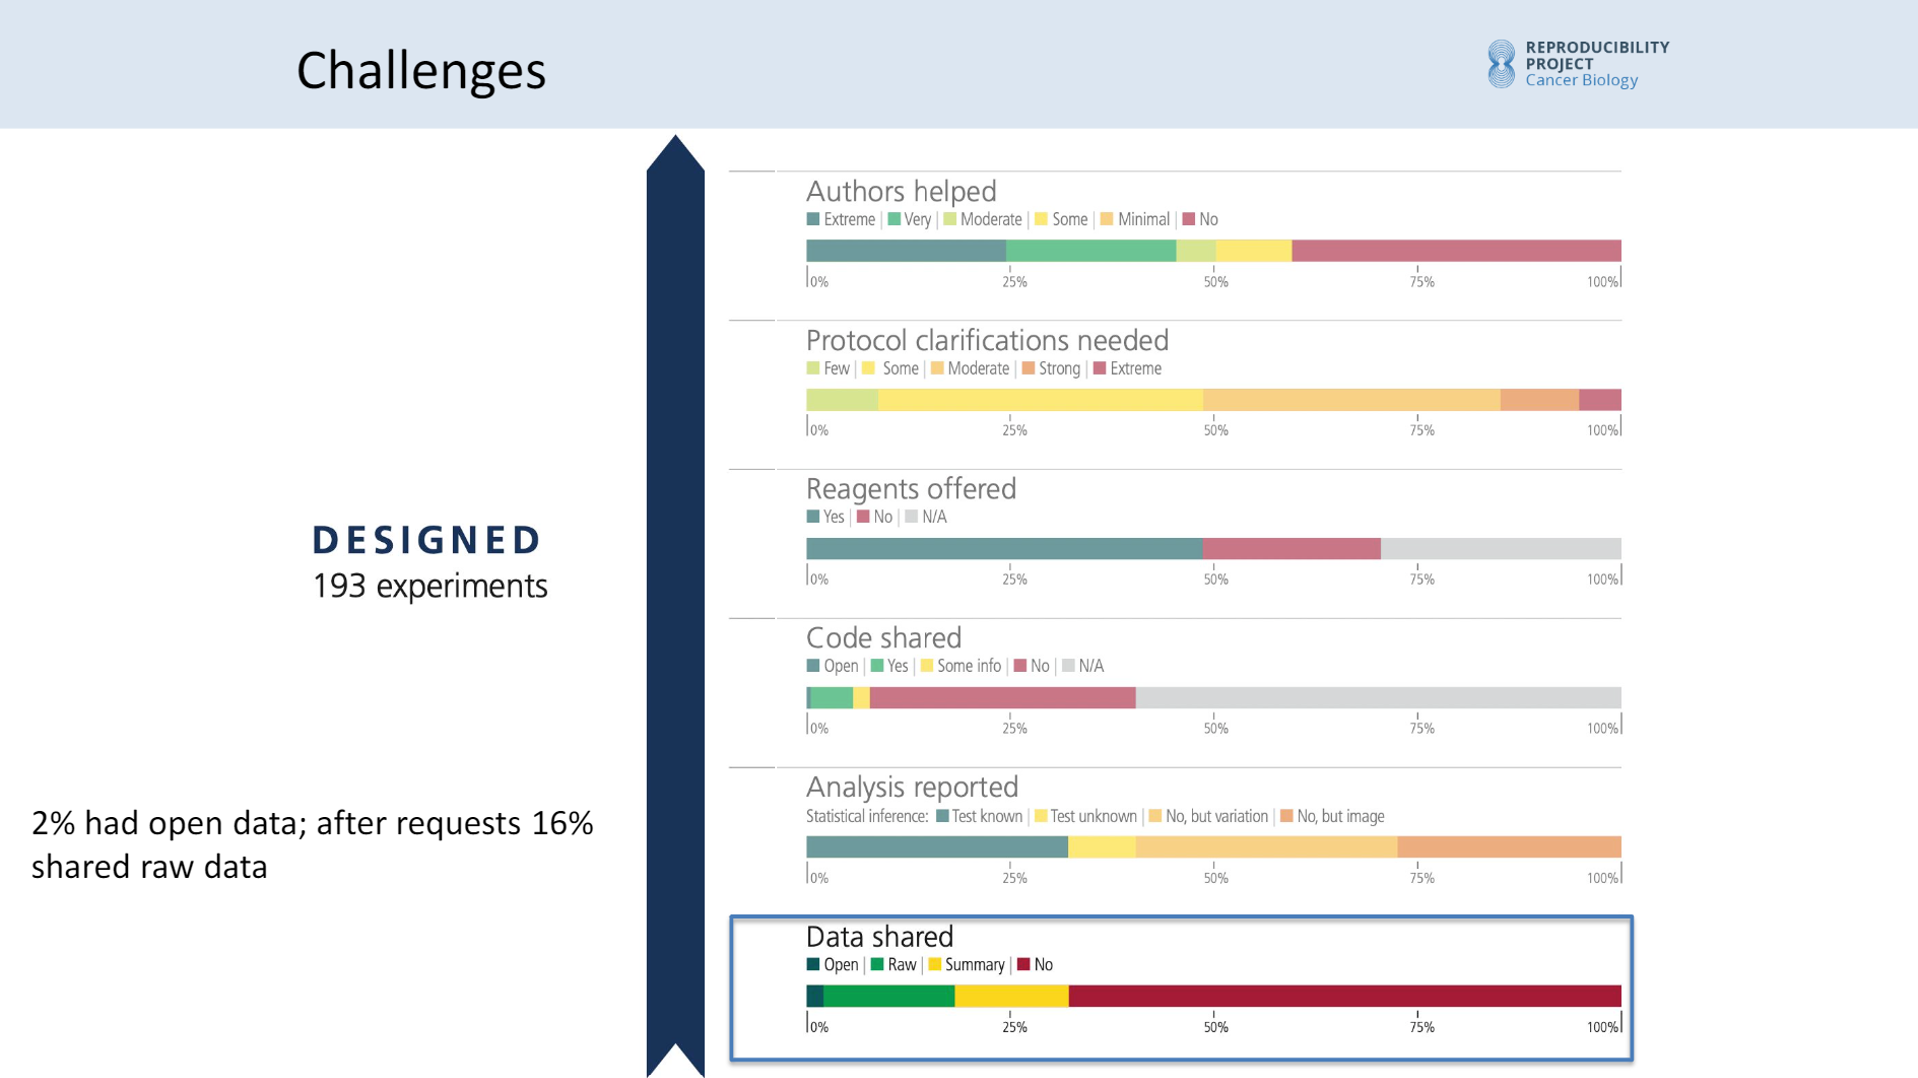 Challenges
REPRODUCIBILITY
PROJECT
Cancer Biology
DESIGNED
193 experiments
2% had open data; after requests 16%
shared raw data
Authors helped
Extreme | Very | Moderate | Some | Minimal | No
0% 25% 50% 75% 100%
Protocol clarifications needed
Few | Some | Moderate | Strong | Extreme
0% 25% 50% 75% 100%
Reagents offered
Yes | No | N/A
0% 25% 50% 75% 100%
Code shared
Open | Yes | Some info | No | N/A
0% 25% 50% 75% 100%
Analysis reported
Statistical inference: Test known | Test unknown | No, but variation | No, but image
0% 25% 50% 75% 100%
Data shared
Open | Raw | Summary | No
0% 25% 50% 75% 100%